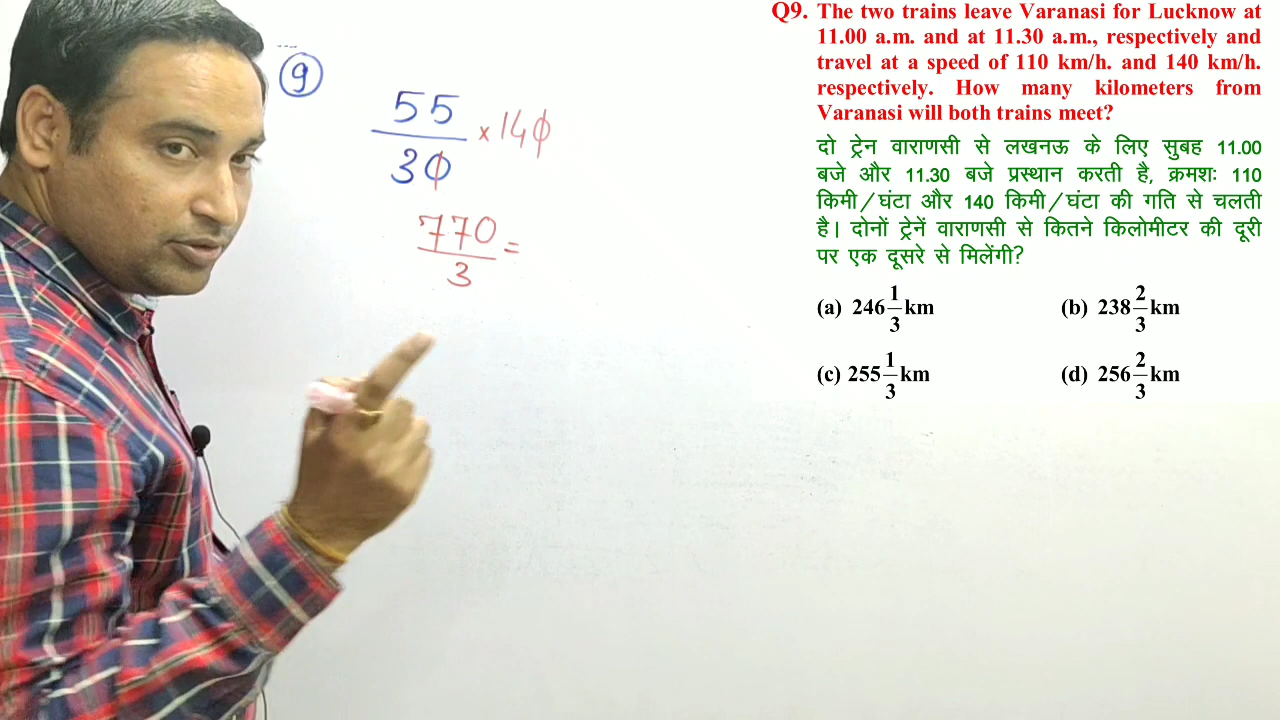 9
55
× 140
30
770
=
3
Q9. The two trains leave Varanasi for Lucknow at
11.00 a.m. and at 11.30 a.m., respectively and
travel at a speed of 110 km/h. and 140 km/h.
respectively. How many kilometers from
Varanasi will both trains meet?
दो ट्रेन वाराणसी से लखनऊ के लिए सुबह 11.00
बजे और 11.30 बजे प्रस्थान करती है, क्रमशः 110
किमी/घंटा और 140 किमी/घंटा की गति से चलती
है। दोनों ट्रेनें वाराणसी से कितने किलोमीटर की दूरी
पर एक दूसरे से मिलेंगी?
(a) 246 1/3 km (b) 238 2/3 km
(c) 255 1/3 km (d) 256 2/3 km